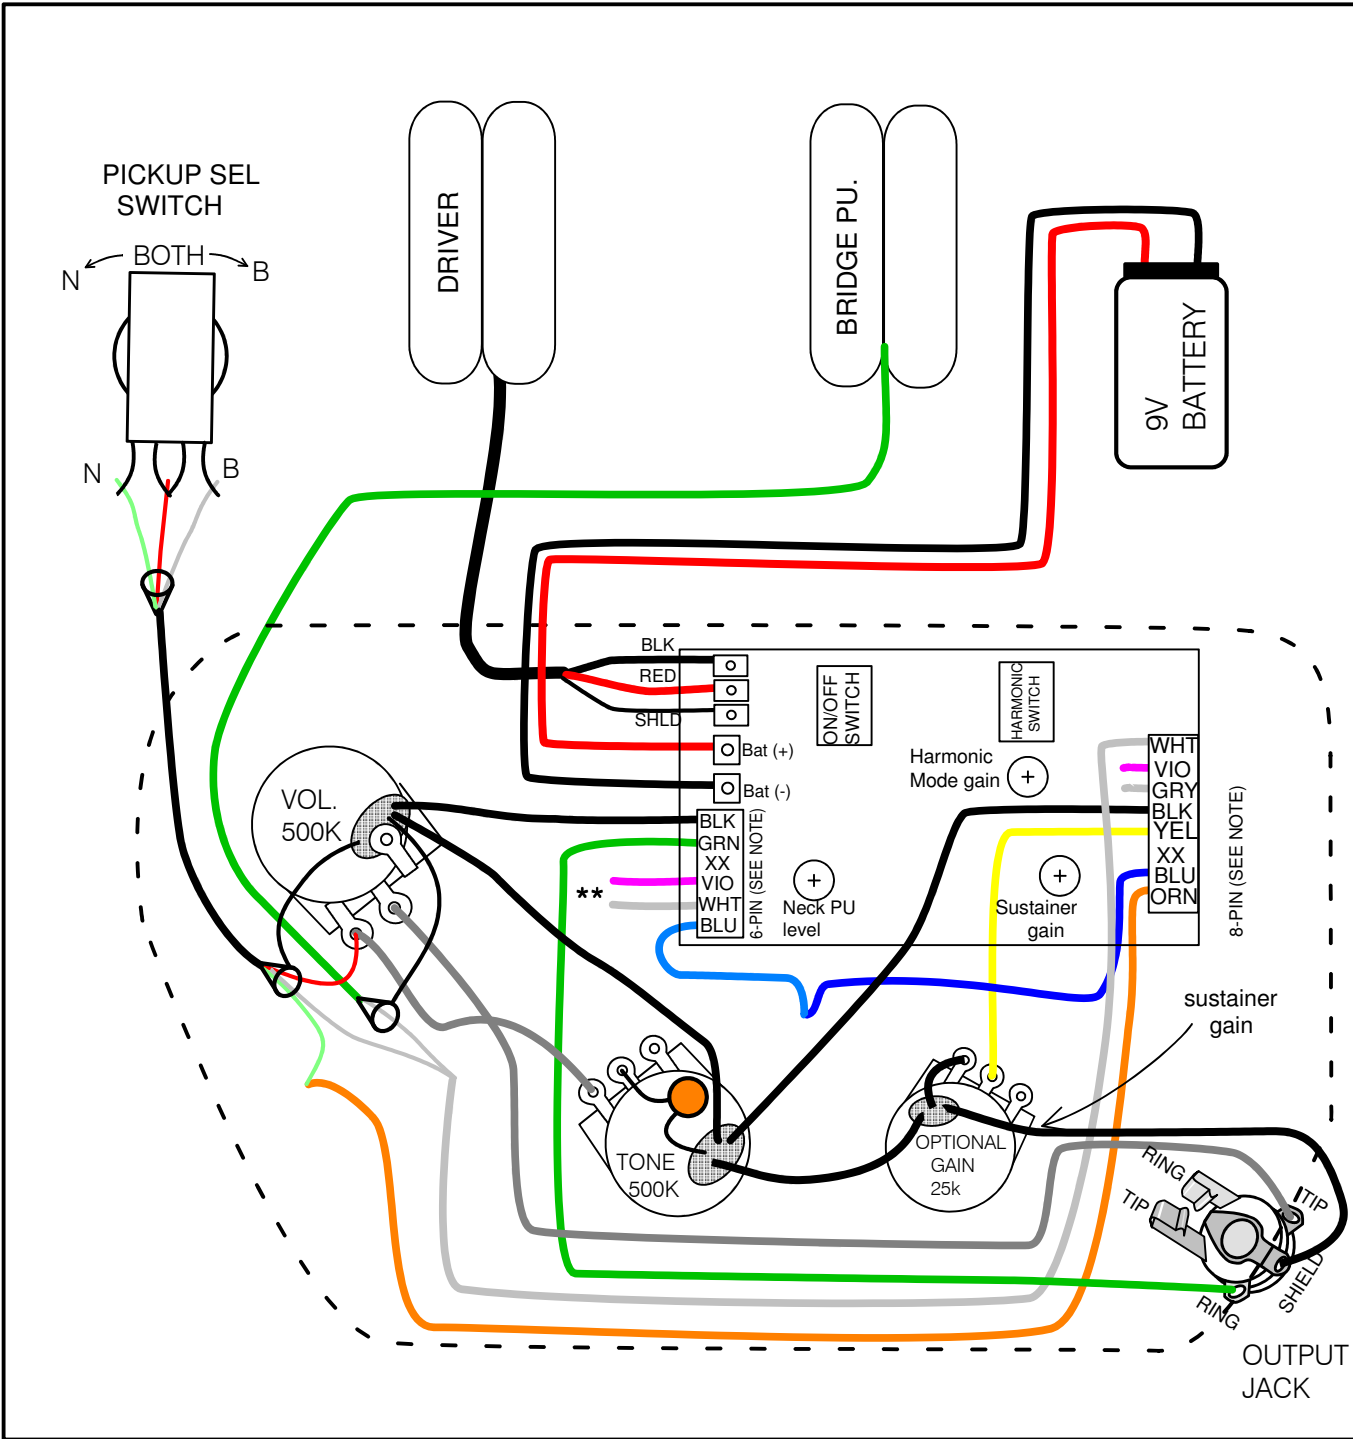 PICKUP SEL
SWITCH
N
BOTH
B
N
B
DRIVER
BRIDGE PU.
9V
BATTERY
BLK
RED
SHLD
Bat (+)
Bat (-)
ON/OFF
SWITCH
HARMONIC
SWITCH
Harmonic
Mode gain
BLK
GRN
XX
VIO
WHT
BLU
6-PIN (SEE NOTE)
**
Neck PU
level
Sustainer
gain
WHT
VIO
GRY
BLK
YEL
XX
BLU
ORN
8-PIN (SEE NOTE)
VOL.
500K
sustainer
gain
TONE
500K
OPTIONAL
GAIN
25k
RING
TIP
TIP
SHIELD
RING
OUTPUT
JACK